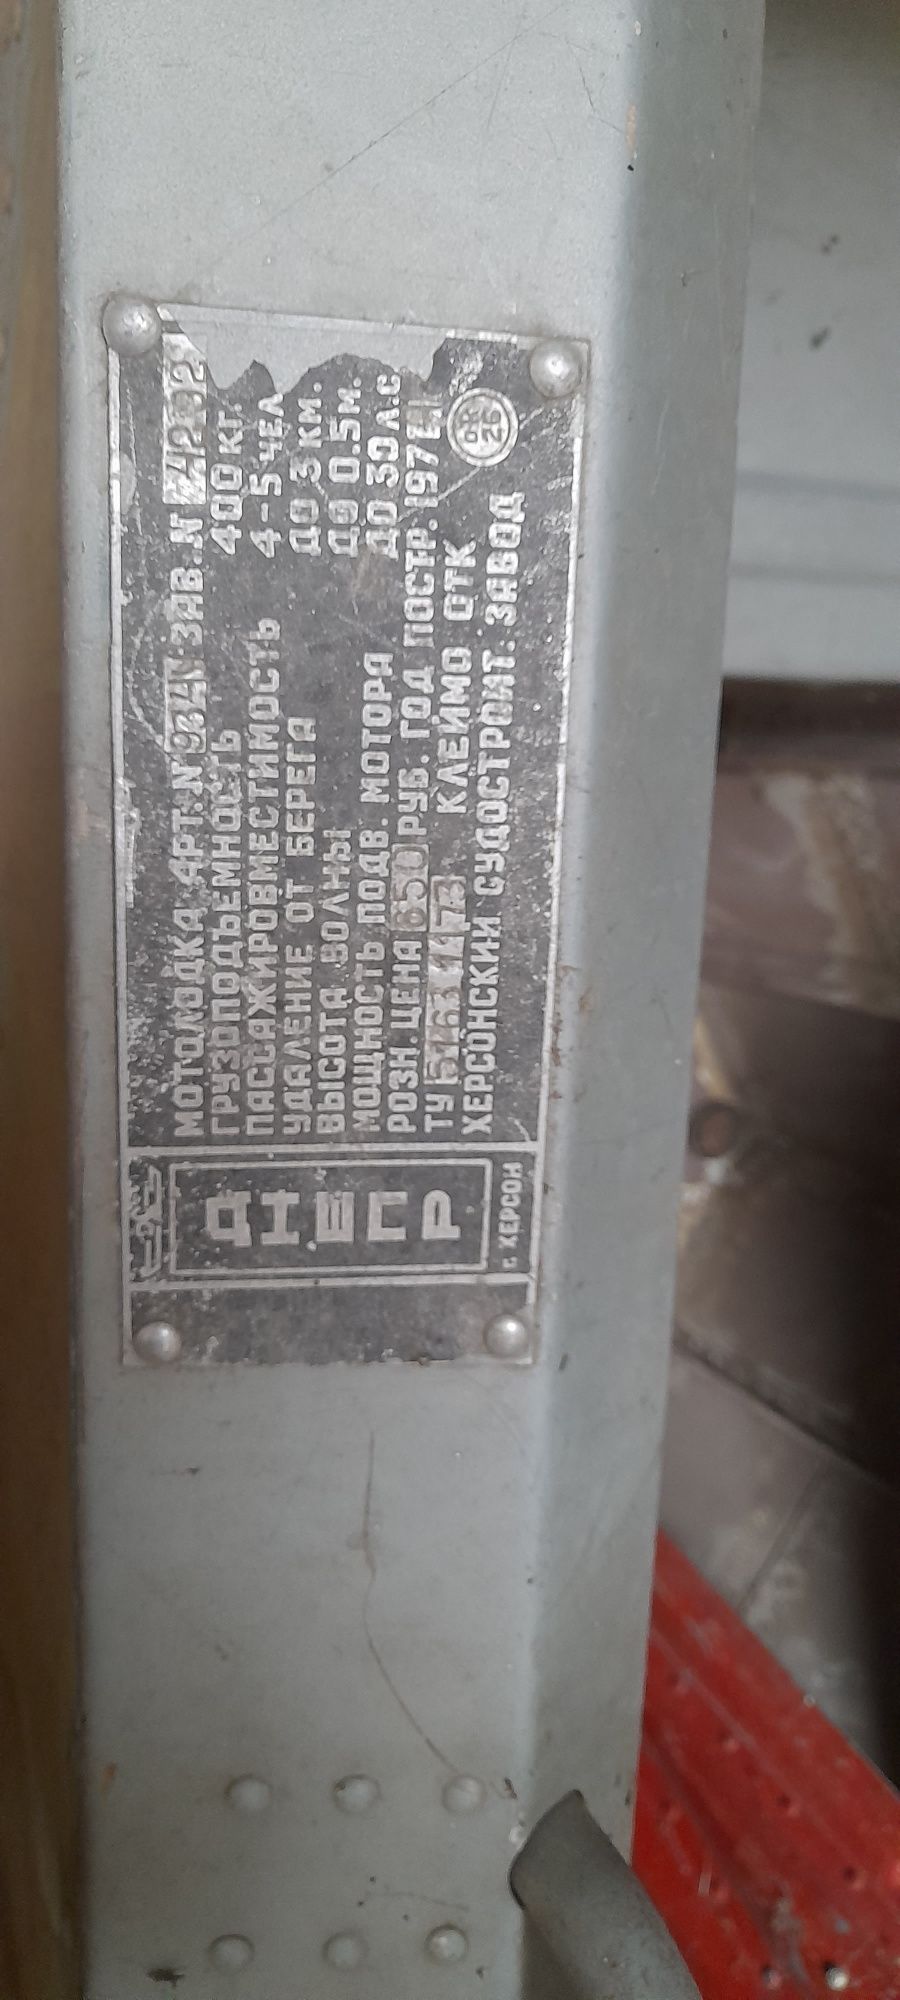 ДНЕПР
г. ХЕРСОН
МОТОЛОДКА АРТ. N ЗАВ. N
ГРУЗОПОДЪЕМНОСТЬ 400 КГ.
ПАССАЖИРОВМЕСТИМОСТЬ 4-5 ЧЕЛ
УДАЛЕНИЕ ОТ БЕРЕГА ДО 3 КМ.
ВЫСОТА ВОЛНЫ ДО 0.5 М.
МОЩНОСТЬ ПОДВ. МОТОРА ДО 30 Л.С
РОЗН. ЦЕНА 650 РУБ. ГОД ПОСТР.
ТУ КЛЕЙМО ОТК
ХЕРСОНСКИЙ СУДОСТРОИТ. ЗАВОД